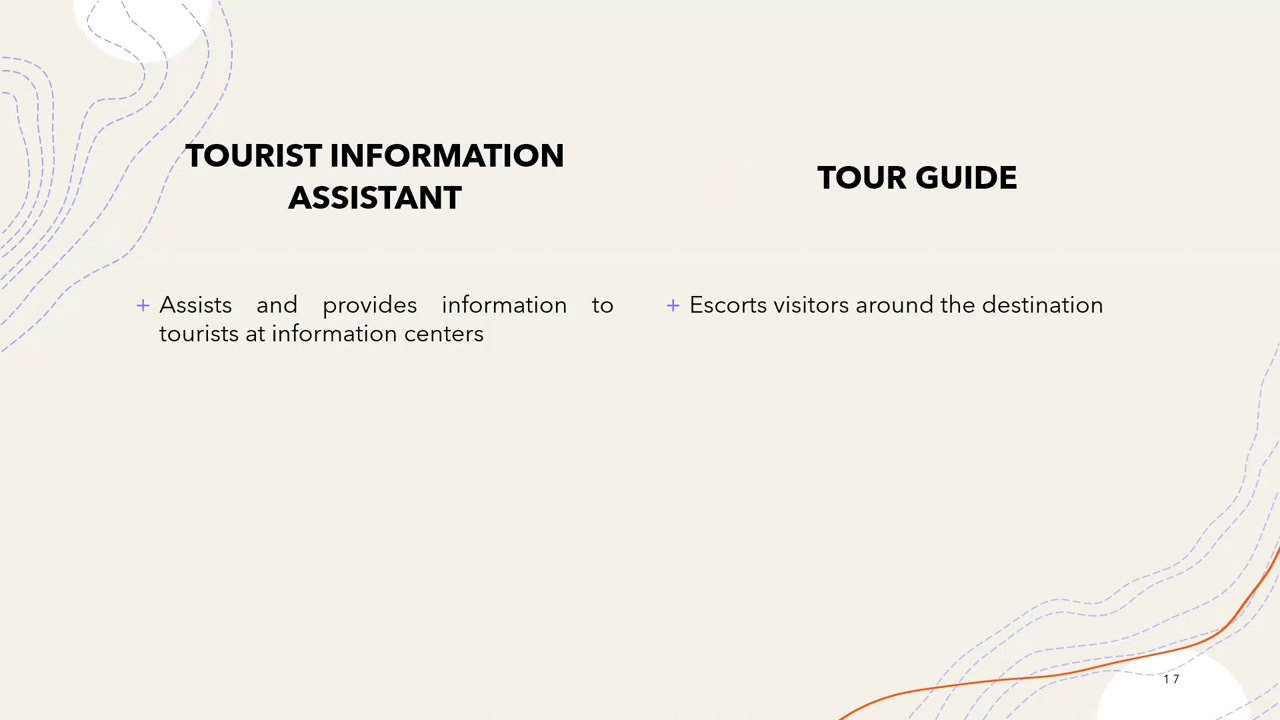 TOURIST INFORMATION
ASSISTANT
+ Assists and provides information to
tourists at information centers
TOUR GUIDE
+ Escorts visitors around the destination
17